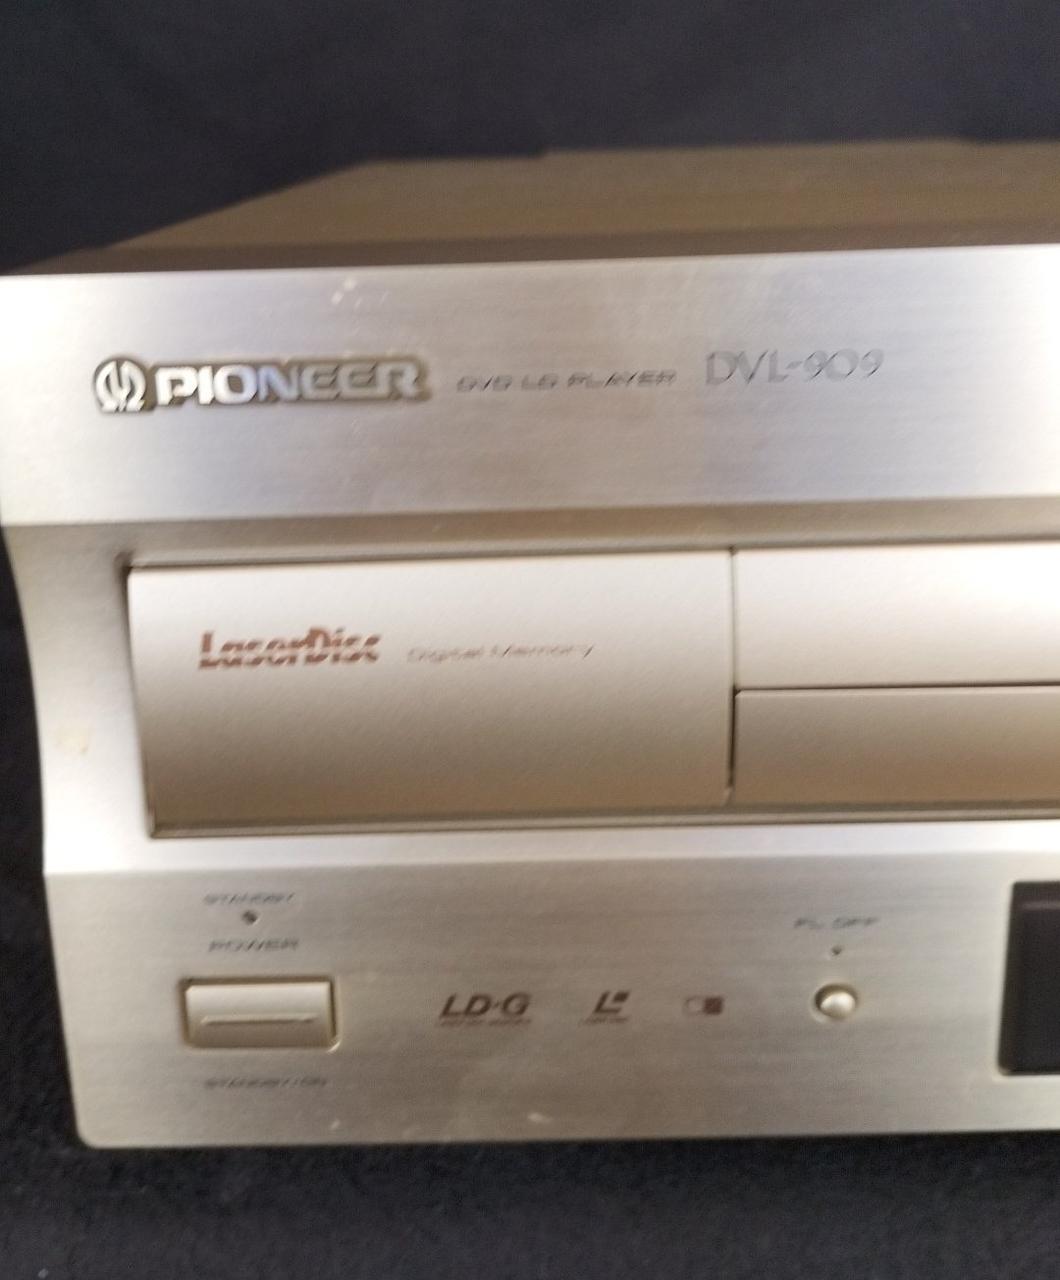 PIONEER DVD LD PLAYER DVL-909
LaserDisc Digital Memory
STANDBY
POWER
FL OFF
LD-G
STANDBY/ON